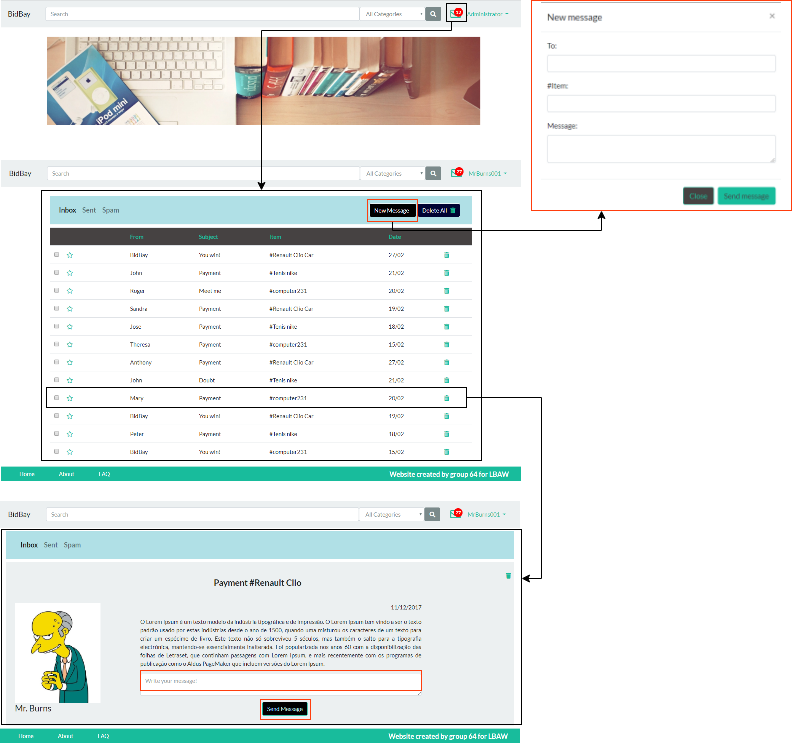 BidBay Search All Categories 12 Administrator
iPod mini
New message ×
To:
#Item:
Message:
Close Send message
BidBay Search All Categories 27 MrBurns001
Inbox Sent Spam New Message Delete All
From Subject Item Date
BidBay You win! #Renault Clio Car 27/02
John Payment #Tenis nike 21/02
Roger Meet me #computer231 20/02
Sandra Payment #Renault Clio Car 19/02
Jose Payment #Tenis nike 18/02
Theresa Payment #computer231 15/02
Anthony Payment #Renault Clio Car 27/02
John Doubt #Tenis nike 21/02
Mary Payment #computer231 20/02
BidBay You win! #Renault Clio Car 19/02
Peter Payment #Tenis nike 18/02
BidBay You win! #computer231 15/02
Home About FAQ Website created by group 64 for LBAW
BidBay Search All Categories 27 MrBurns001
Inbox Sent Spam
Payment #Renault Clio
11/12/2017
O Lorem Ipsum é um texto modelo da indústria tipográfica e de impressão. O Lorem Ipsum tem vindo a ser o texto
padrão usado por estas indústrias desde o ano de 1500, quando uma misturou os caracteres de um texto para
criar um espécime de livro. Este texto não só sobreviveu 5 séculos, mas também o salto para a tipografia
electrónica, mantendo-se essencialmente inalterada. Foi popularizada nos anos 60 com a disponibilização das
folhas de Letraset, que continham passagens com Lorem Ipsum, e mais recentemente com os programas de
publicação como o Aldus PageMaker que incluem versões do Lorem Ipsum.
Write your message!
Mr. Burns
Send Message
Home About FAQ Website created by group 64 for LBAW